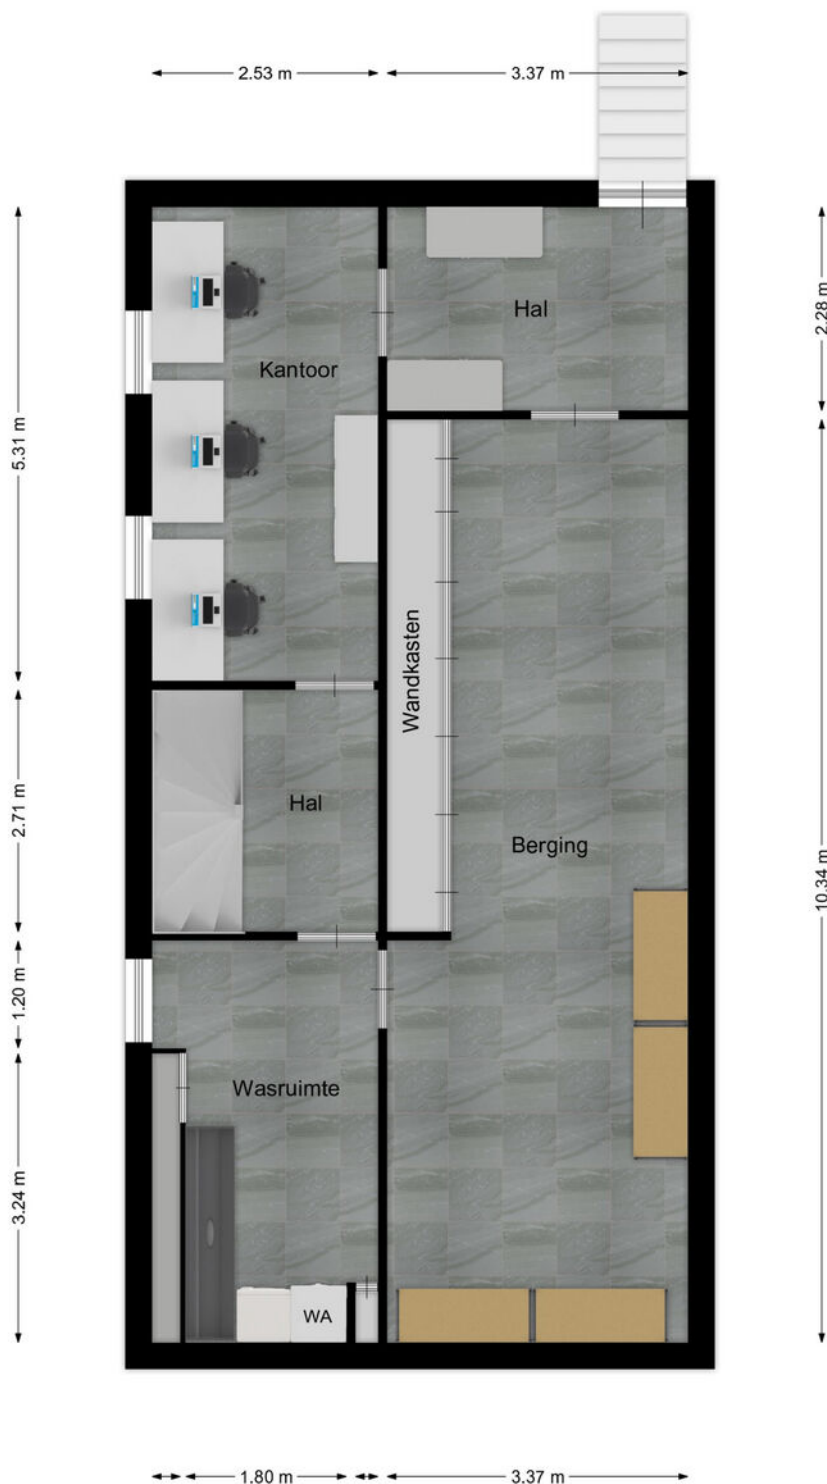 2.53 m
3.37 m
Hal
2.28 m
Kantoor
5.31 m
Wandkasten
Hal
2.71 m
Berging
10.34 m
1.20 m
Wasruimte
3.24 m
WA
1.80 m
3.37 m